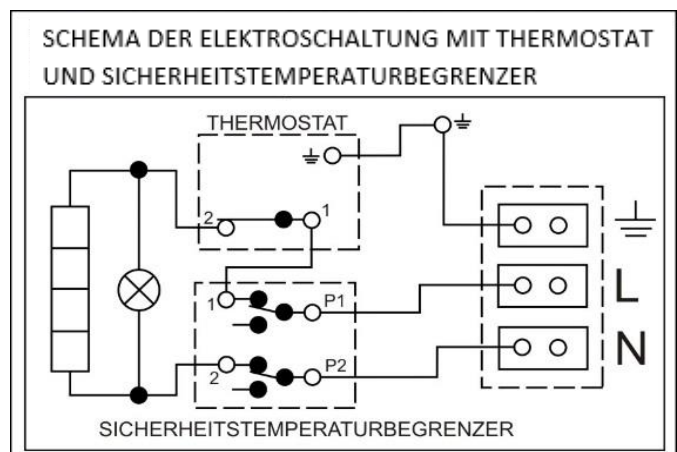 SCHEMA DER ELEKTROSCHALTUNG MIT THERMOSTAT
UND SICHERHEITSTEMPERATURBEGRENZER
THERMOSTAT
2 1
1 P1 L
2 P2 N
SICHERHEITSTEMPERATURBEGRENZER